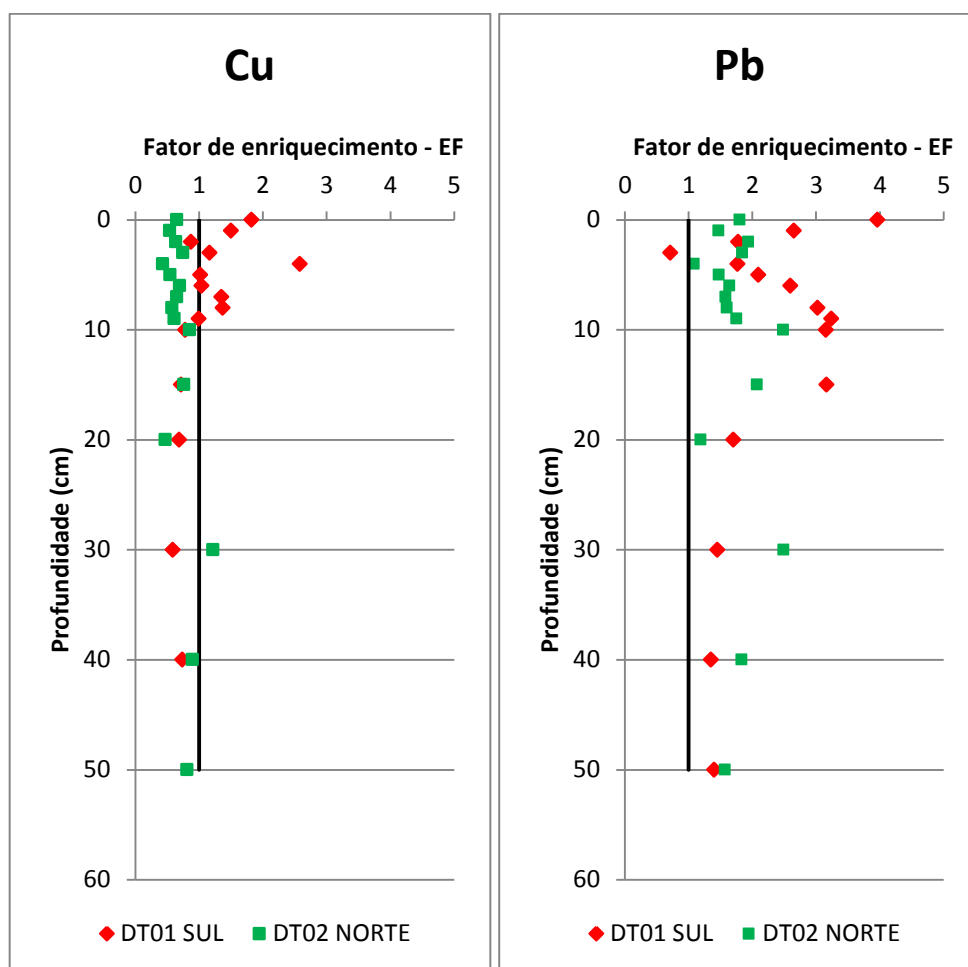 Cu
Fator de enriquecimento - EF
0 1 2 3 4 5
0
10
20
30
40
50
60
Profundidade (cm)
DT01 SUL DT02 NORTE
Pb
Fator de enriquecimento - EF
0 1 2 3 4 5
0
10
20
30
40
50
60
Profundidade (cm)
DT01 SUL DT02 NORTE